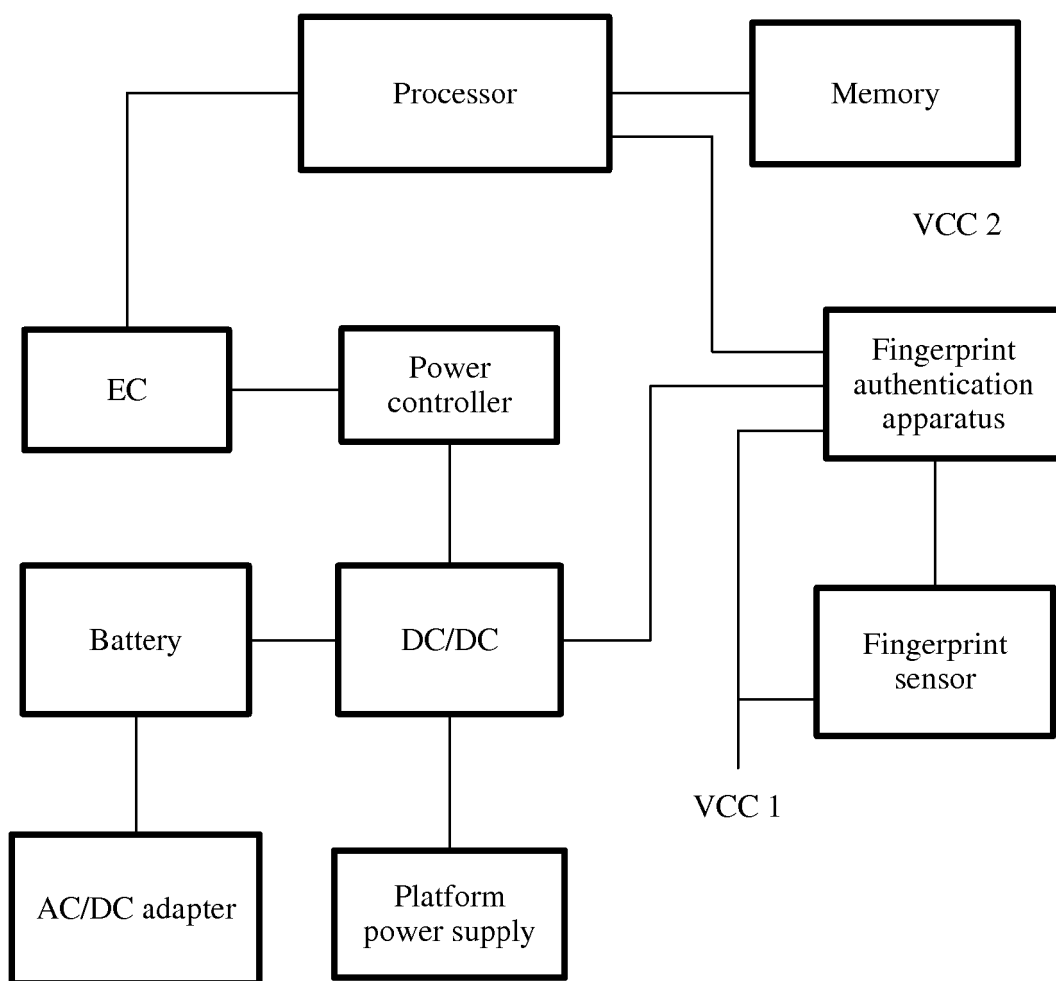 Processor
Memory
VCC 2
EC
Power
controller
Fingerprint
authentication
apparatus
Battery
DC/DC
Fingerprint
sensor
VCC 1
AC/DC adapter
Platform
power supply